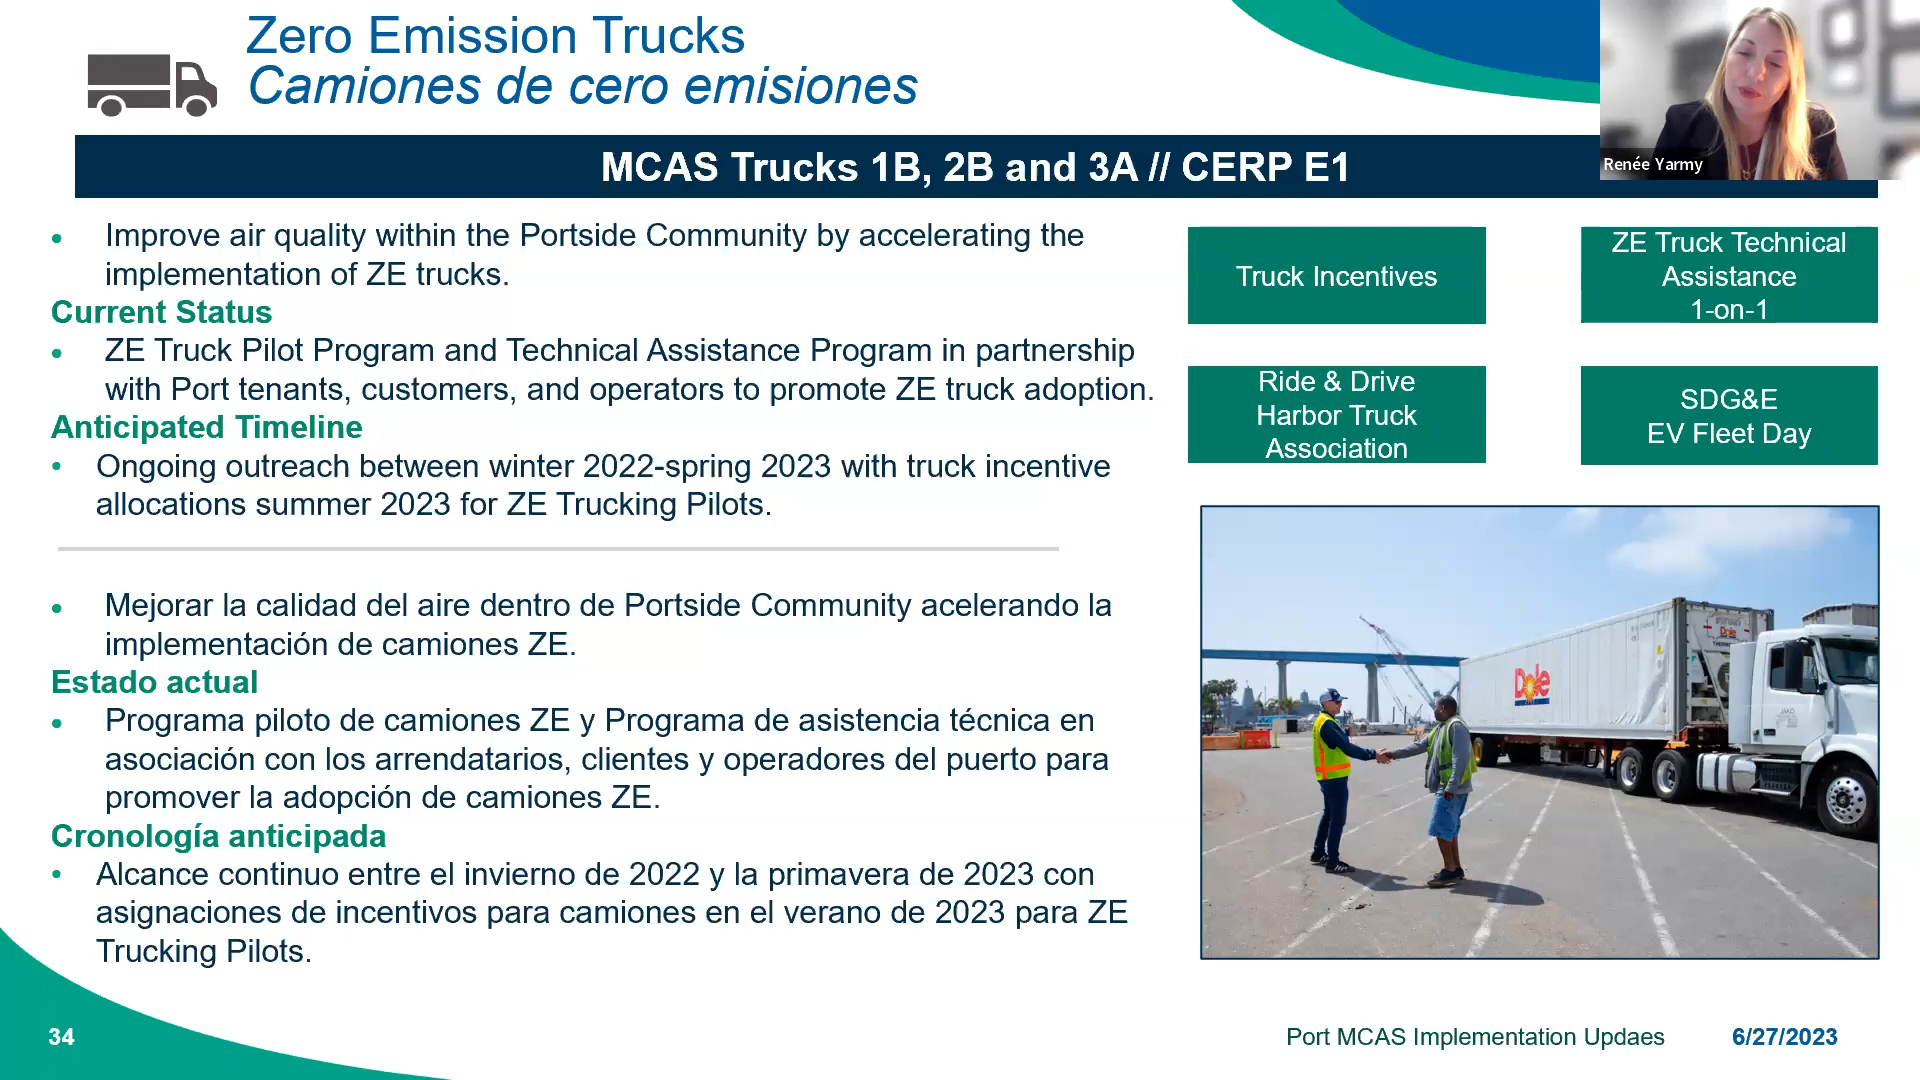 Zero Emission Trucks
Camiones de cero emisiones
Renée Yarmy
MCAS Trucks 1B, 2B and 3A // CERP E1
Improve air quality within the Portside Community by accelerating the
implementation of ZE trucks.
Current Status
ZE Truck Pilot Program and Technical Assistance Program in partnership
with Port tenants, customers, and operators to promote ZE truck adoption.
Anticipated Timeline
Ongoing outreach between winter 2022-spring 2023 with truck incentive
allocations summer 2023 for ZE Trucking Pilots.
Mejorar la calidad del aire dentro de Portside Community acelerando la
implementación de camiones ZE.
Estado actual
Programa piloto de camiones ZE y Programa de asistencia técnica en
asociación con los arrendatarios, clientes y operadores del puerto para
promover la adopción de camiones ZE.
Cronología anticipada
Alcance continuo entre el invierno de 2022 y la primavera de 2023 con
asignaciones de incentivos para camiones en el verano de 2023 para ZE
Trucking Pilots.
Truck Incentives
ZE Truck Technical
Assistance
1-on-1
Ride & Drive
Harbor Truck
Association
SDG&E
EV Fleet Day
Dole
Dole
34
Port MCAS Implementation Updaes
6/27/2023